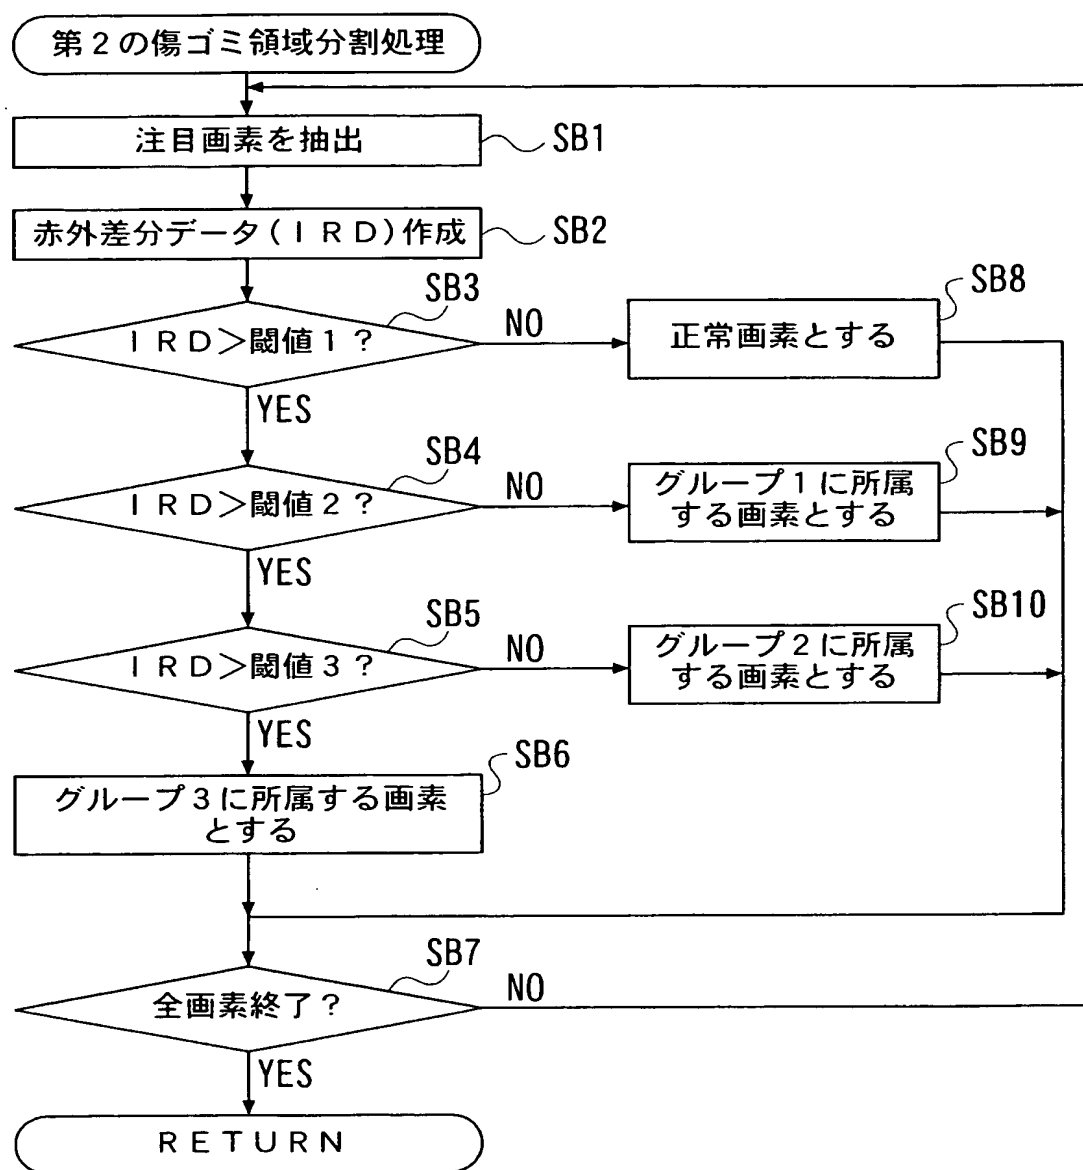 第2の傷ゴミ領域分割処理
注目画素を抽出
SB1
赤外差分データ(IRD)作成
SB2
SB3
IRD>閾値1?
NO
SB8
正常画素とする
YES
SB4
IRD>閾値2?
NO
SB9
グループ1に所属
する画素とする
YES
SB5
IRD>閾値3?
NO
SB10
グループ2に所属
する画素とする
YES
SB6
グループ3に所属する画素
とする
SB7
全画素終了?
NO
YES
RETURN